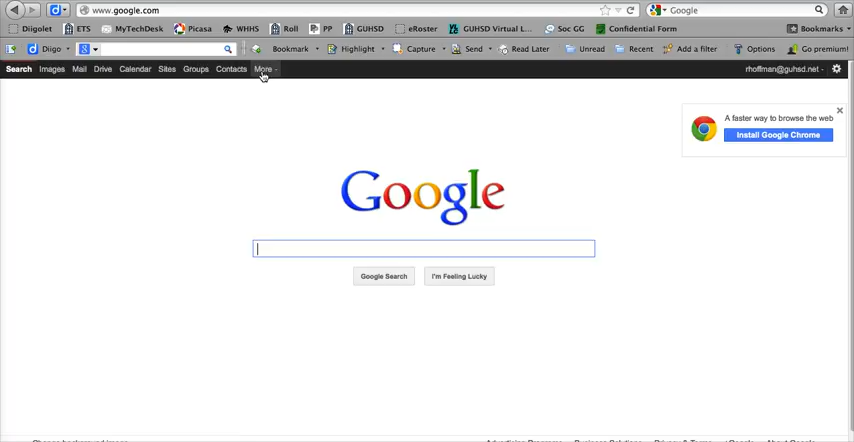 www.google.com
Google
Diigolet ETS MyTechDesk Picasa WHHS Roll PP GUHSD eRoster GUHSD Virtual L... Soc GG Confidential Form Bookmarks
Diigo Bookmark Highlight Capture Send Read Later Unread Recent Add a filter Options Go premium!
Search Images Mail Drive Calendar Sites Groups Contacts More
rhoffman@guhsd.net
A faster way to browse the web
Install Google Chrome
Google
Google Search I'm Feeling Lucky